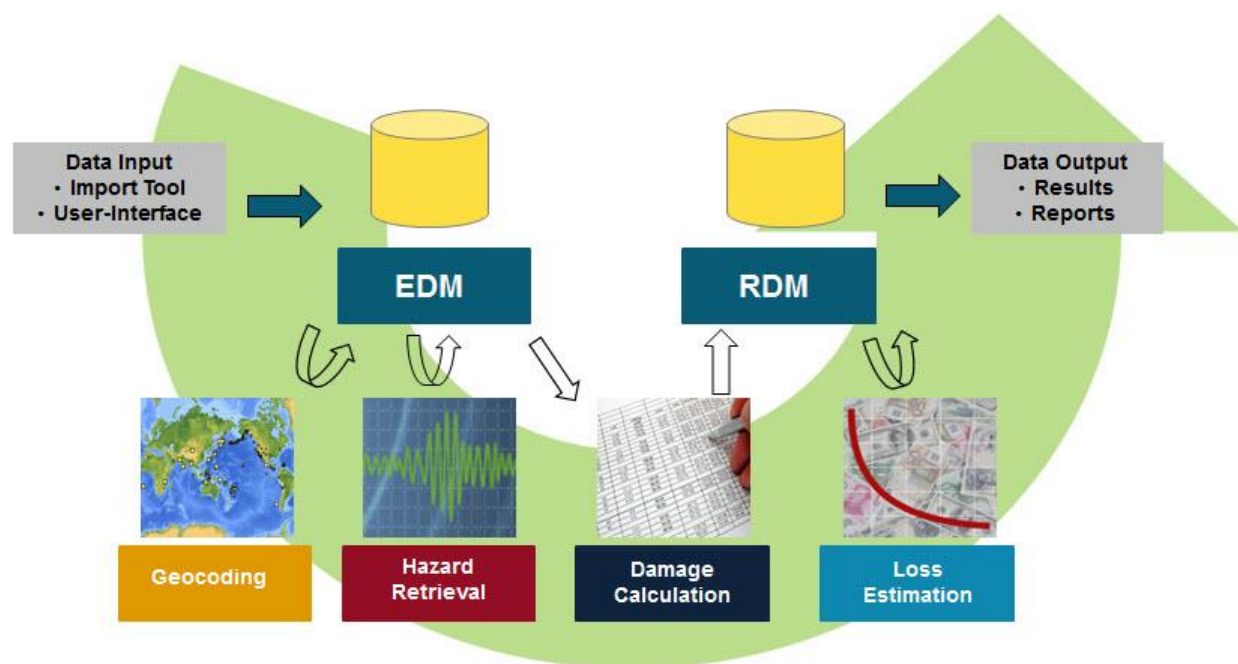 Data Input
• Import Tool
• User-Interface
EDM
RDM
Data Output
• Results
• Reports
Geocoding
Hazard
Retrieval
Damage
Calculation
Loss
Estimation